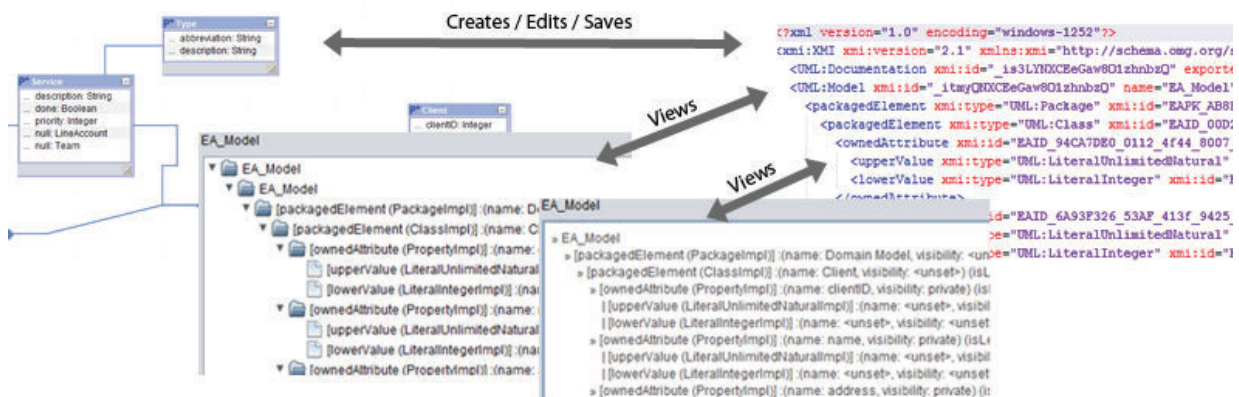 Type
... abbreviation: String
... description: String
Creates / Edits / Saves
Service
... description: String
... done: Boolean
... priority: Integer
... null: LineAccount
... null: Team
Client
... clientID: Integer
Views
Views
<?xml version="1.0" encoding="windows-1252"?>
<xmi:XMI xmi:version="2.1" xmlns:xmi="http://schema.omg.org/s
<UML:Documentation xmi:id="_is3LYNXCEeGaw8O1zhnbzQ" exporte
<UML:Model xmi:id="_itmyQNXCEeGaw8O1zhnbzQ" name="EA_Model"
<packagedElement xmi:type="UML:Package" xmi:id="EAPK_AB8
<packagedElement xmi:type="UML:Class" xmi:id="EAID_00D2
<ownedAttribute xmi:id="EAID_94CA7DE0_0112_4f44_8007_
<upperValue xmi:type="UML:LiteralUnlimitedNatural"
<lowerValue xmi:type="UML:LiteralInteger" xmi:id="E
</ownedAttribute>
id="EAID_6A93F326_53AF_413f_9425_
pe="UML:LiteralUnlimitedNatural"
pe="UML:LiteralInteger" xmi:id="E
EA_Model
EA_Model
EA_Model
[packagedElement (PackageImpl)] :(name: Do
[packagedElement (ClassImpl)] :(name: C
[ownedAttribute (PropertyImpl)] :(name:
[upperValue (LiteralUnlimitedNatural
[lowerValue (LiteralIntegerImpl)] :(na
[ownedAttribute (PropertyImpl)] :(name:
[upperValue (LiteralUnlimitedNatural
[lowerValue (LiteralIntegerImpl)] :(na
[ownedAttribute (PropertyImpl)] :(name:
EA_Model
» EA_Model
» [packagedElement (PackageImpl)] :(name: Domain Model, visibility: <un
» [packagedElement (ClassImpl)] :(name: Client, visibility: <unset>) (isL
» [ownedAttribute (PropertyImpl)] :(name: clientID, visibility: private) (is
| [upperValue (LiteralUnlimitedNaturalImpl)] :(name: <unset>, visibil
| [lowerValue (LiteralIntegerImpl)] :(name: <unset>, visibility: <unset
» [ownedAttribute (PropertyImpl)] :(name: name, visibility: private) (isLe
| [upperValue (LiteralUnlimitedNaturalImpl)] :(name: <unset>, visibil
| [lowerValue (LiteralIntegerImpl)] :(name: <unset>, visibility: <unset
» [ownedAttribute (PropertyImpl)] :(name: address, visibility: private) (is